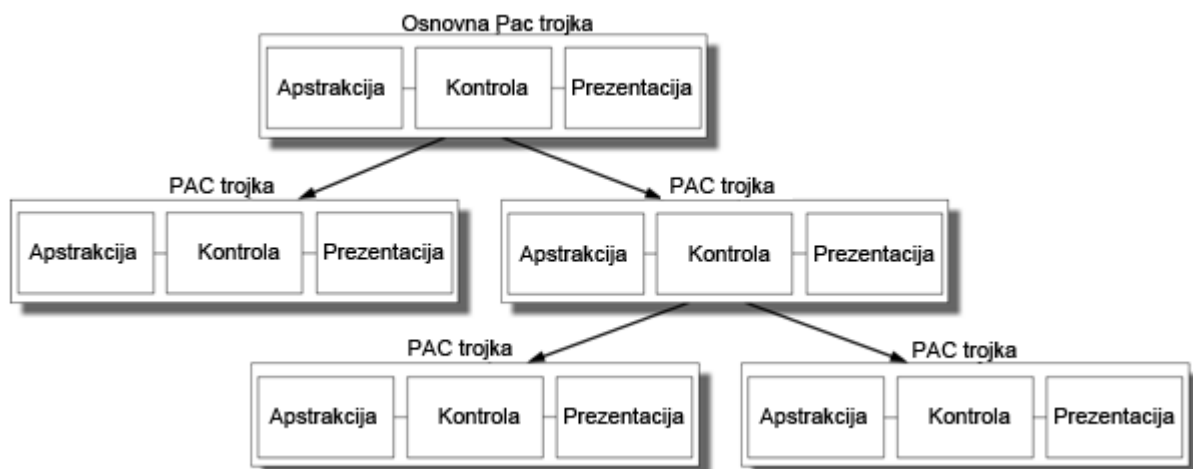 Osnovna Pac trojka
Apstrakcija Kontrola Prezentacija
PAC trojka PAC trojka
Apstrakcija Kontrola Prezentacija Apstrakcija Kontrola Prezentacija
PAC trojka PAC trojka
Apstrakcija Kontrola Prezentacija Apstrakcija Kontrola Prezentacija